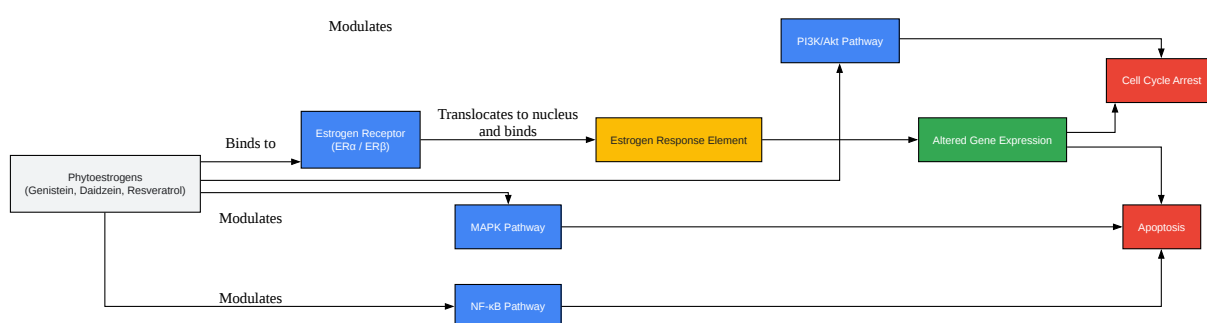 Modulates
PI3K/Akt Pathway
Cell Cycle Arrest
Translocates to nucleus
and binds
Binds to
Estrogen Receptor
(ERα / ERβ)
Estrogen Response Element
Altered Gene Expression
Phytoestrogens
(Genistein, Daidzein, Resveratrol)
Modulates
MAPK Pathway
Apoptosis
Modulates
NF-κB Pathway